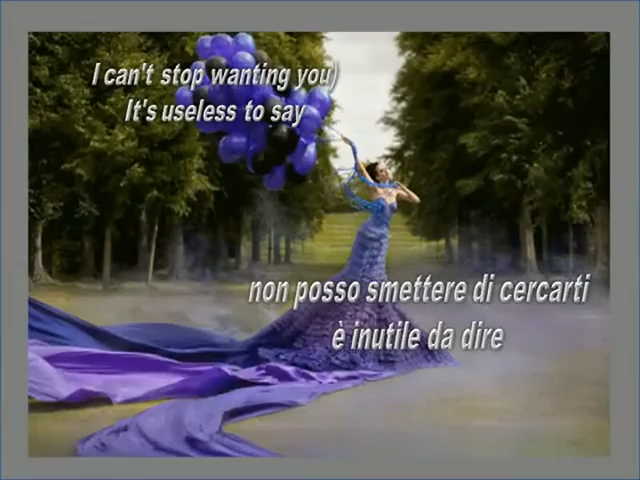 I can't stop wanting you)
It's useless to say
non posso smettere di cercarti
è inutile da dire